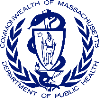 COMMONWEALTH OF MASSACHUSETTS
DEPARTMENT OF PUBLIC HEALTH